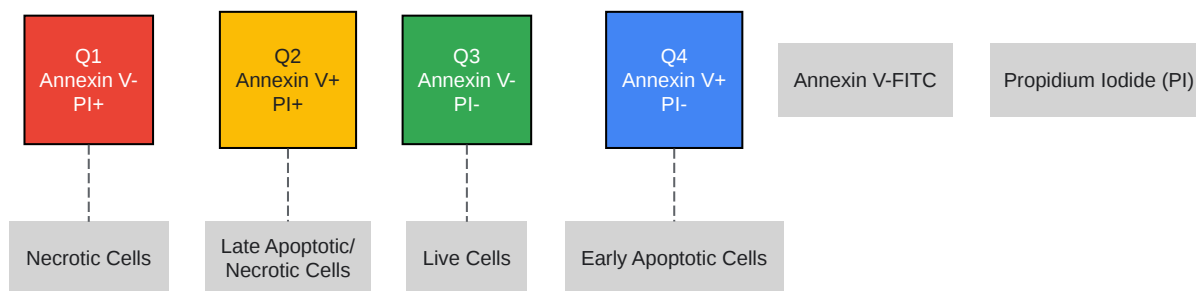 Q1
Annexin V-
PI+
Q2
Annexin V+
PI+
Q3
Annexin V-
PI-
Q4
Annexin V+
PI-
Annexin V-FITC
Propidium Iodide (PI)
Necrotic Cells
Late Apoptotic/
Necrotic Cells
Live Cells
Early Apoptotic Cells